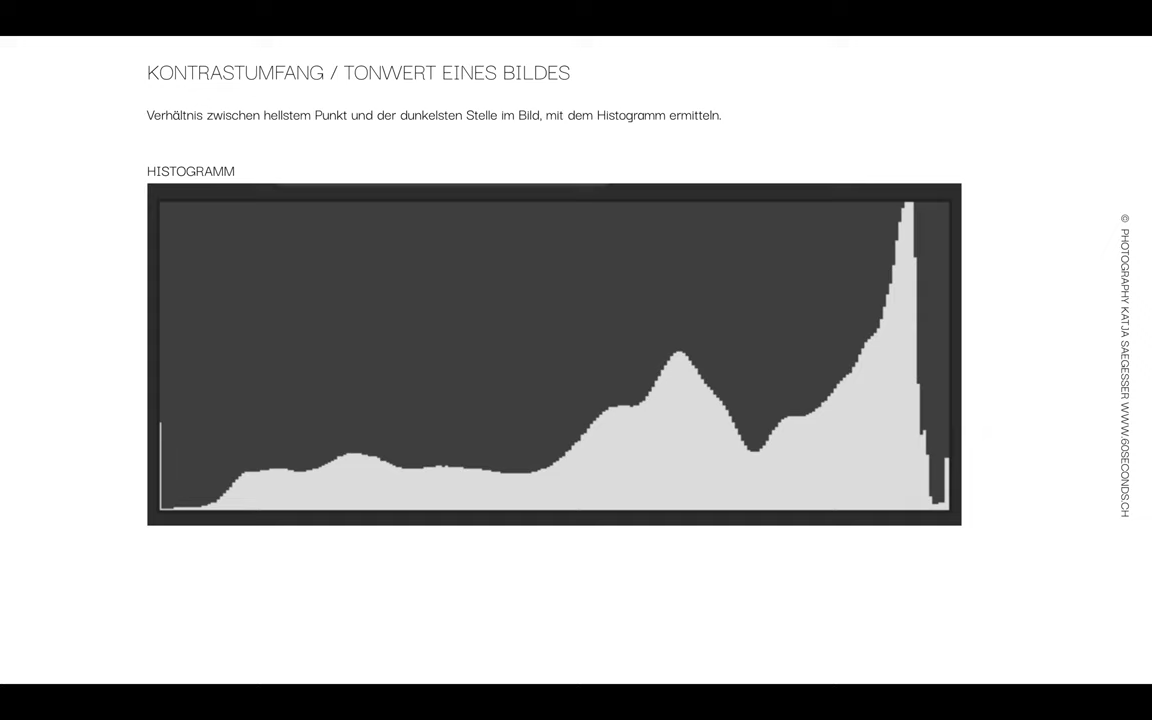 KONTRASTUMFANG / TONWERT EINES BILDES
Verhältnis zwischen hellstem Punkt und der dunkelsten Stelle im Bild, mit dem Histogramm ermitteln.
HISTOGRAMM
© PHOTOGRAPHY KATJA SAEGESSER WWW.60SECONDS.CH